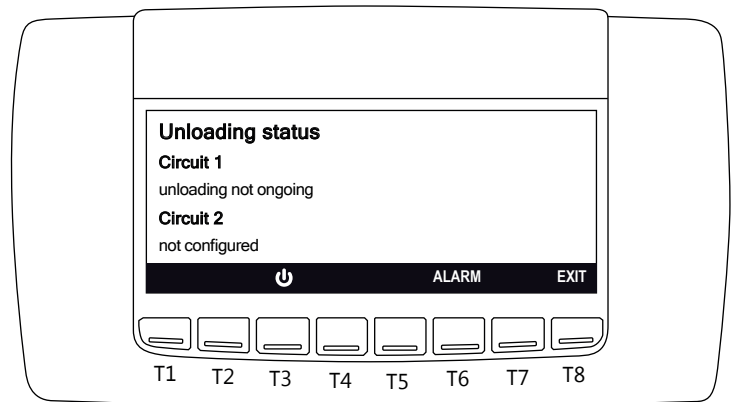 Unloading status
Circuit 1
unloading not ongoing
Circuit 2
not configured
ALARM EXIT
T1 T2 T3 T4 T5 T6 T7 T8